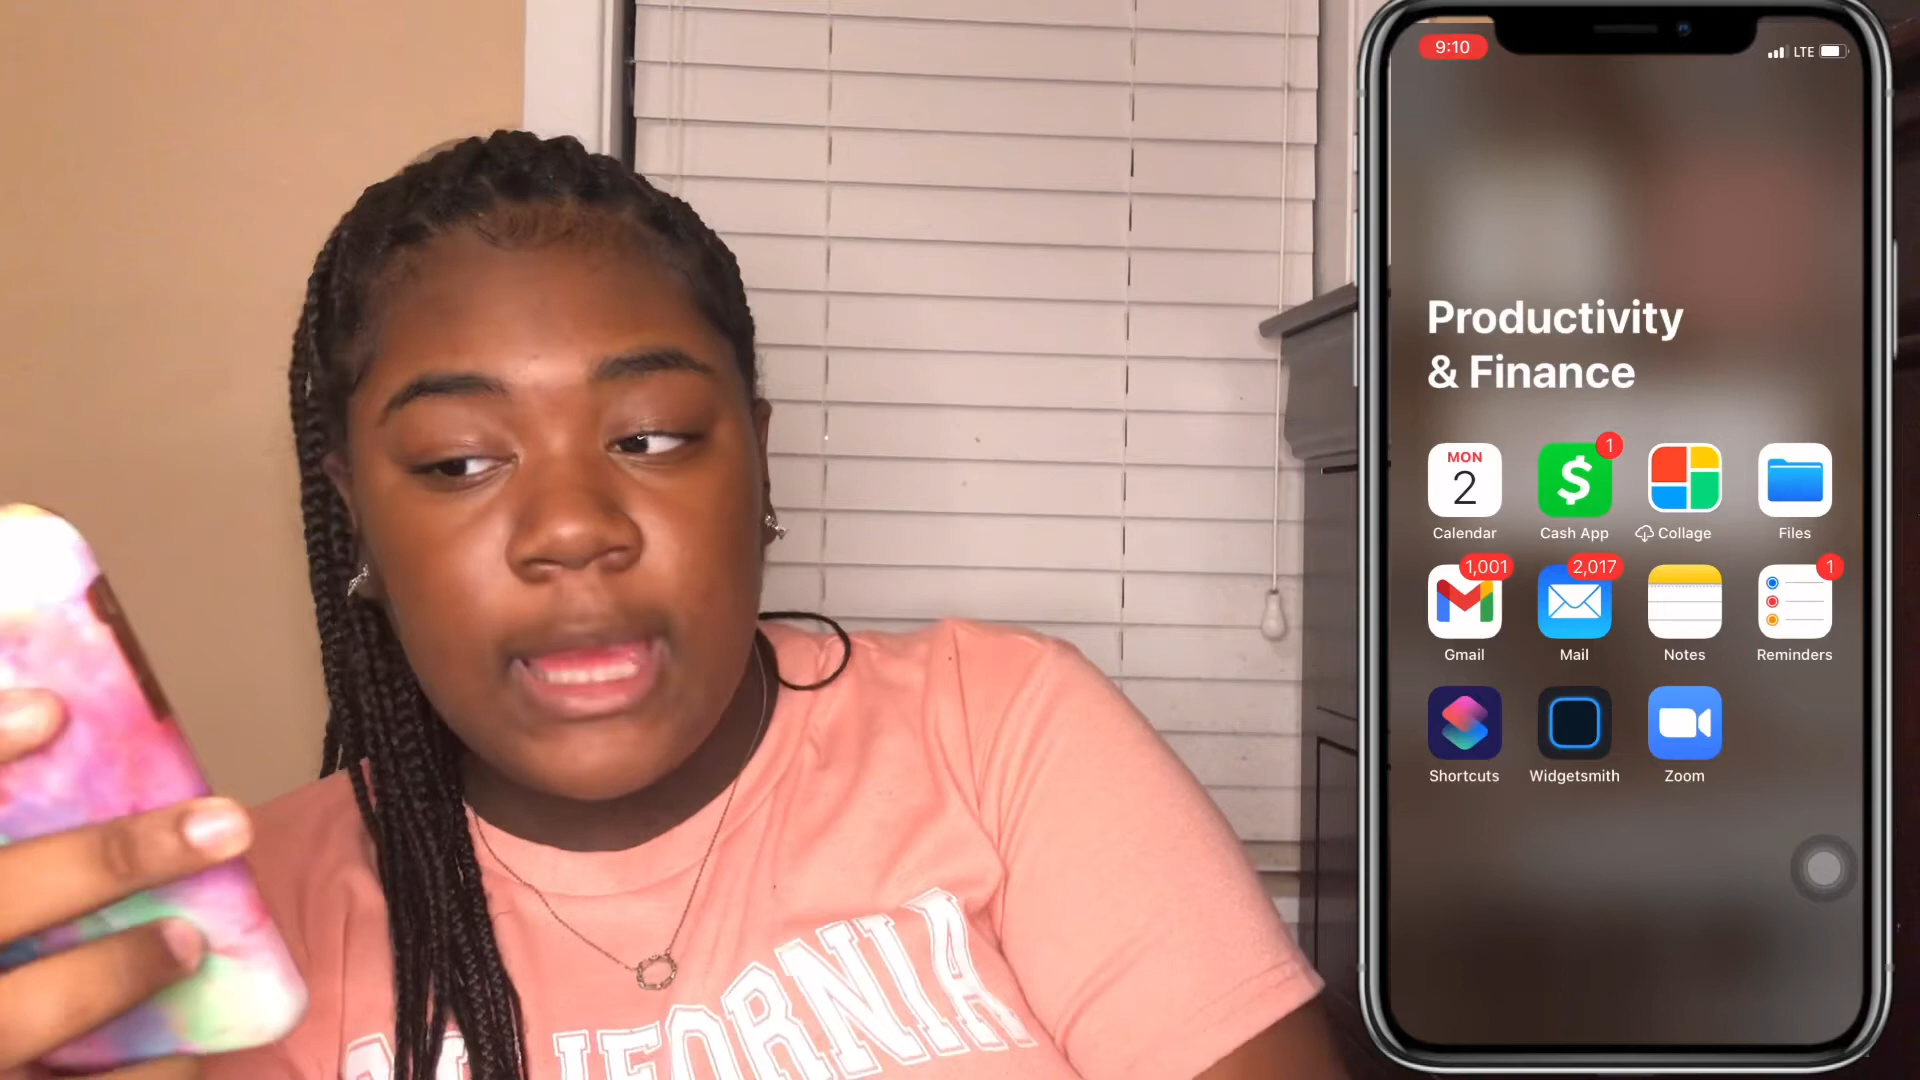 9:10
LTE
Productivity
& Finance
MON
2
1
$
Calendar
Cash App
Collage
Files
1,001
2,017
1
Gmail
Mail
Notes
Reminders
Shortcuts
Widgetsmith
Zoom
CALIFORNIA